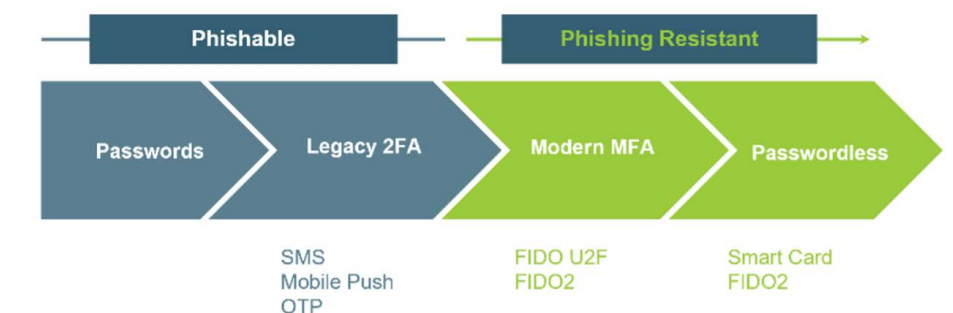 Phishable
Phishing Resistant
Passwords
Legacy 2FA
Modern MFA
Passwordless
SMS
Mobile Push
OTP
FIDO U2F
FIDO2
Smart Card
FIDO2